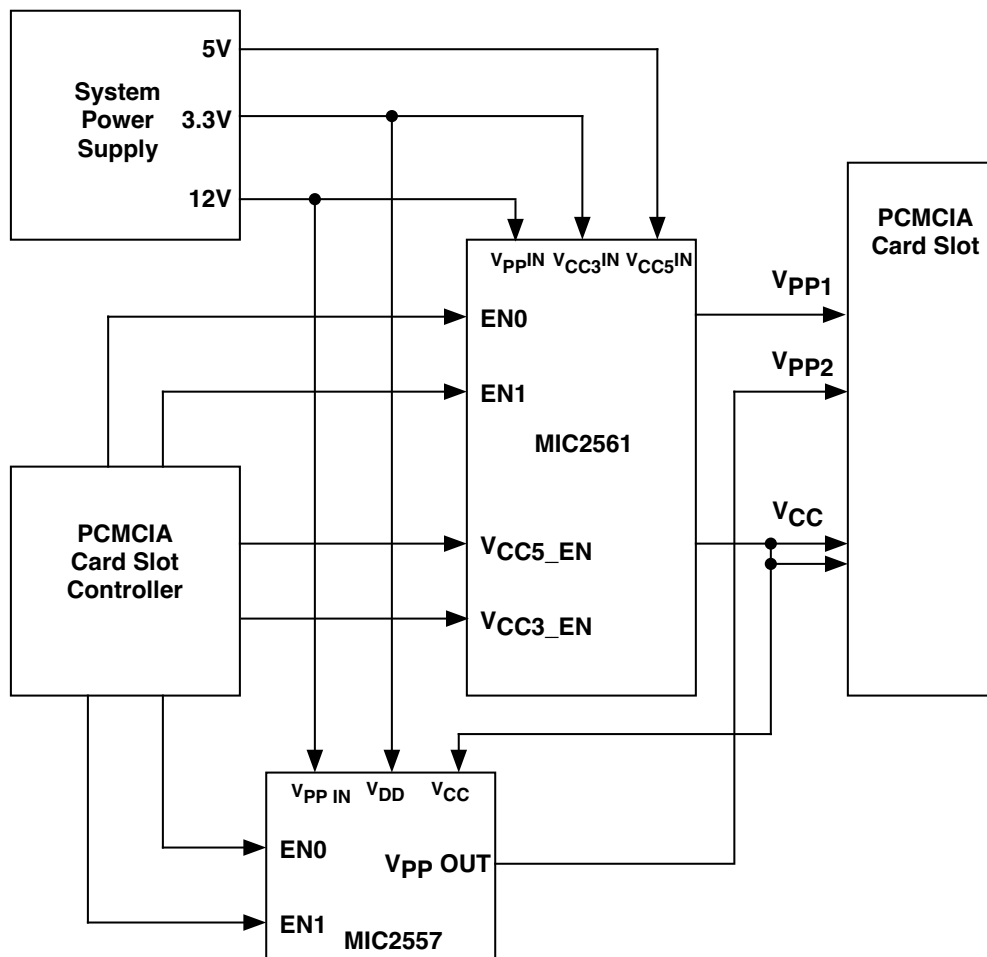 System
Power
Supply
5V
3.3V
12V
VPPIN VCC3IN VCC5IN
EN0
EN1
MIC2561
VCC5_EN
VCC3_EN
PCMCIA
Card Slot
VPP1
VPP2
VCC
PCMCIA
Card Slot
Controller
VPP IN VDD VCC
EN0
VPP OUT
EN1
MIC2557